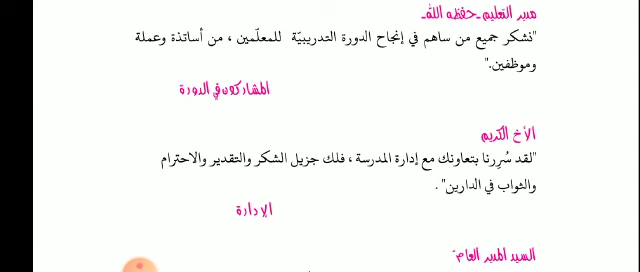 مدير التعليم -حفظه الله-
"نشكر جميع من ساهم في إنجاح الدورة التدريبيّة للمعلّمين ، من أساتذة وعملة
وموظفين."
المشاركون في الدورة
الأخ الكريم
"لقد سُرِرنا بتعاونك مع إدارة المدرسة ، فلك جزيل الشكر والتقدير والاحترام
والثواب في الدارين" .
الإدارة
السيد المدير العام